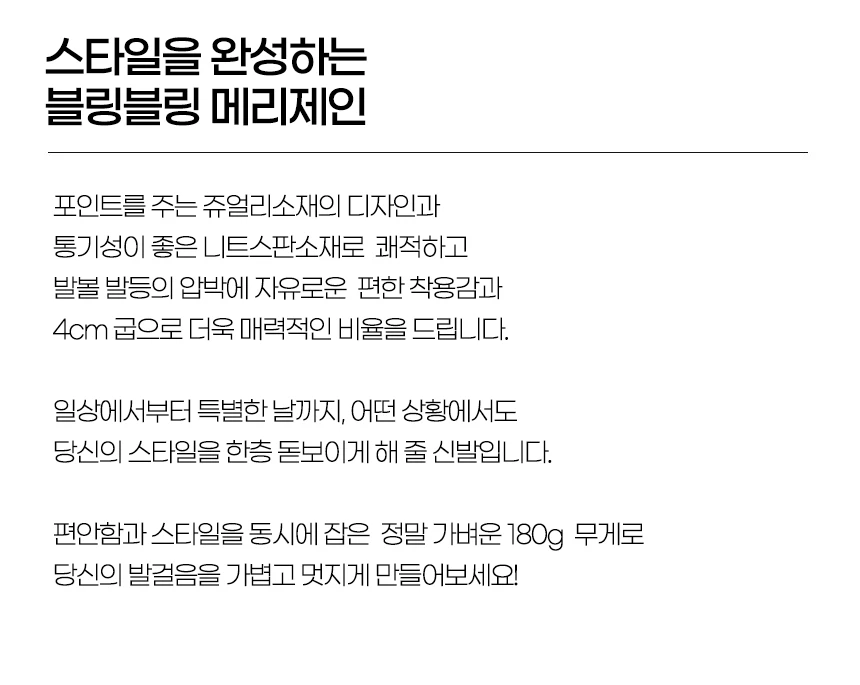 스타일을 완성하는
블링블링 메리제인
포인트를 주는 쥬얼리소재의 디자인과
통기성이 좋은 니트스판소재로 쾌적하고
발볼 발등의 압박에 자유로운 편한 착용감과
4cm 굽으로 더욱 매력적인 비율을 드립니다.
일상에서부터 특별한 날까지, 어떤 상황에서도
당신의 스타일을 한층 돋보이게 해 줄 신발입니다.
편안함과 스타일을 동시에 잡은 정말 가벼운 180g 무게로
당신의 발걸음을 가볍고 멋지게 만들어보세요!